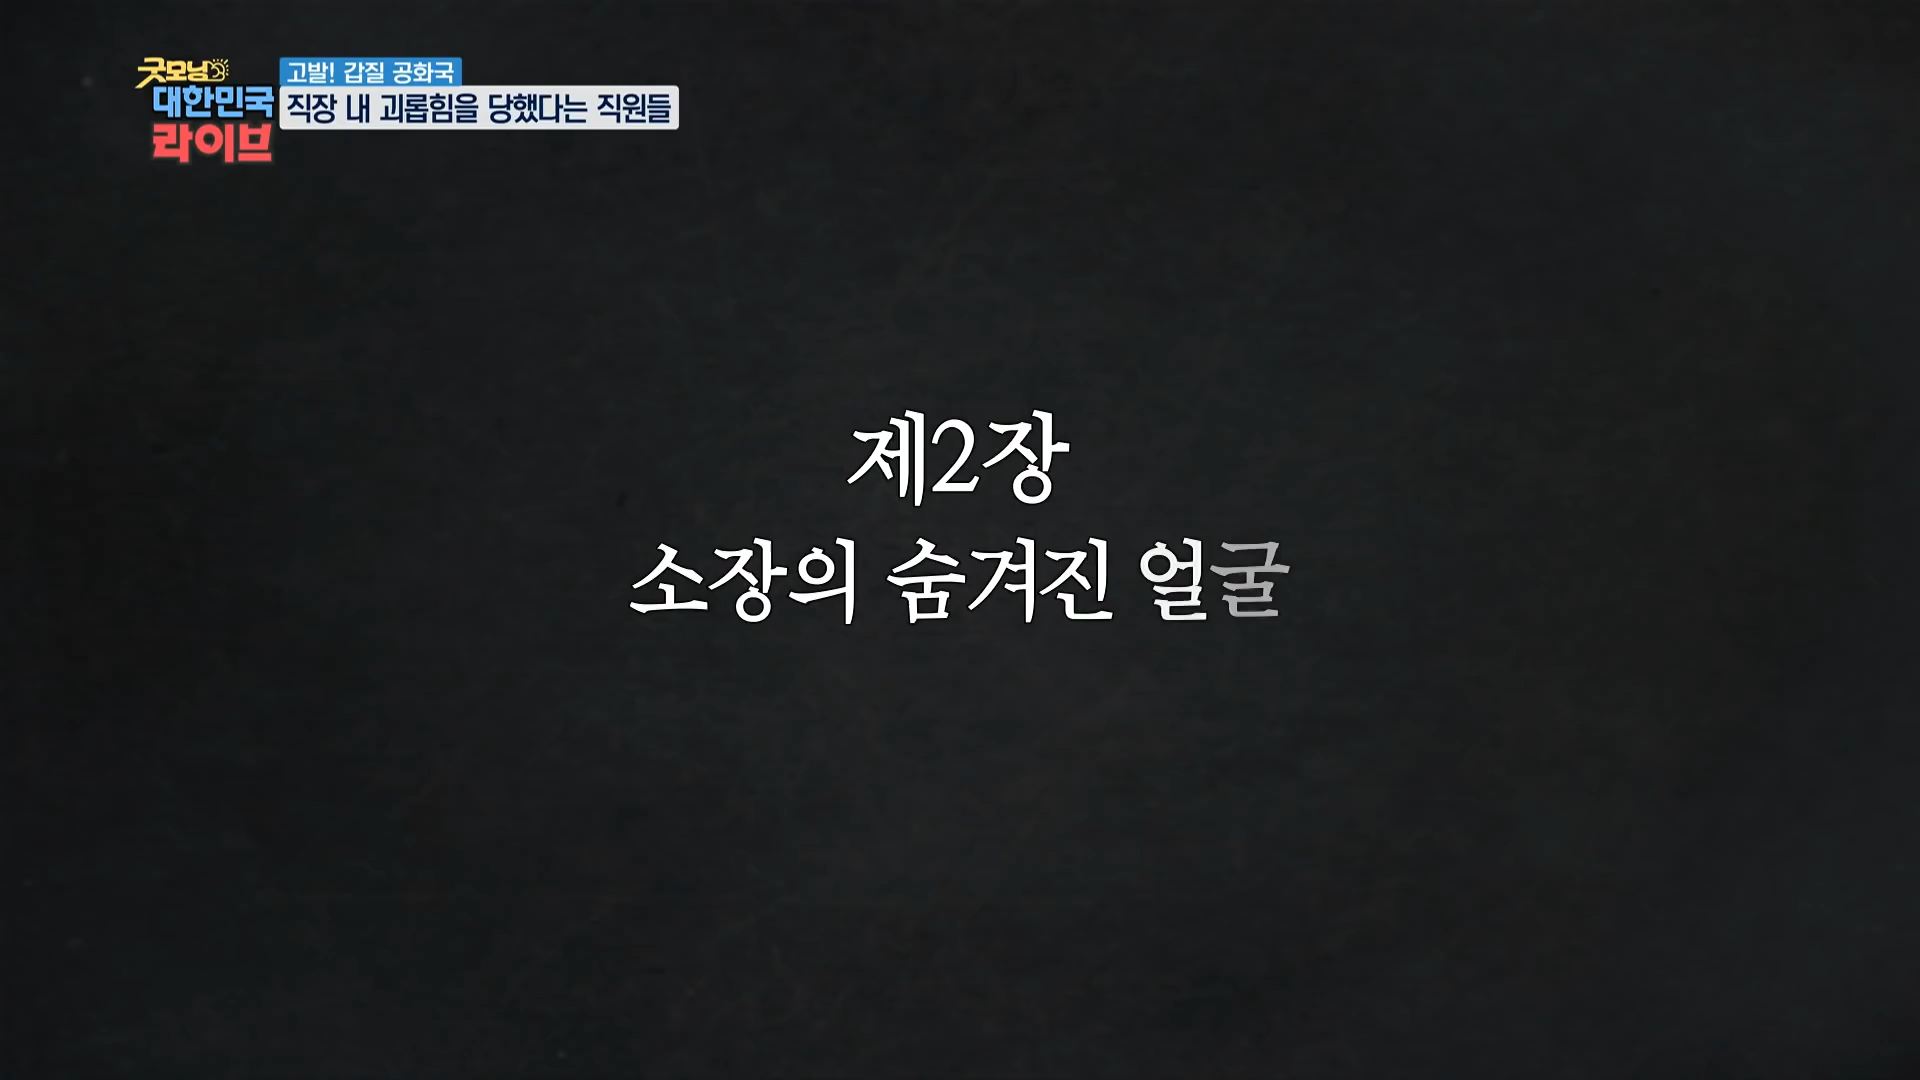 굿모닝
대한민국
라이브
고발! 갑질 공화국
직장 내 괴롭힘을 당했다는 직원들
제2장
소장의 숨겨진 얼굴